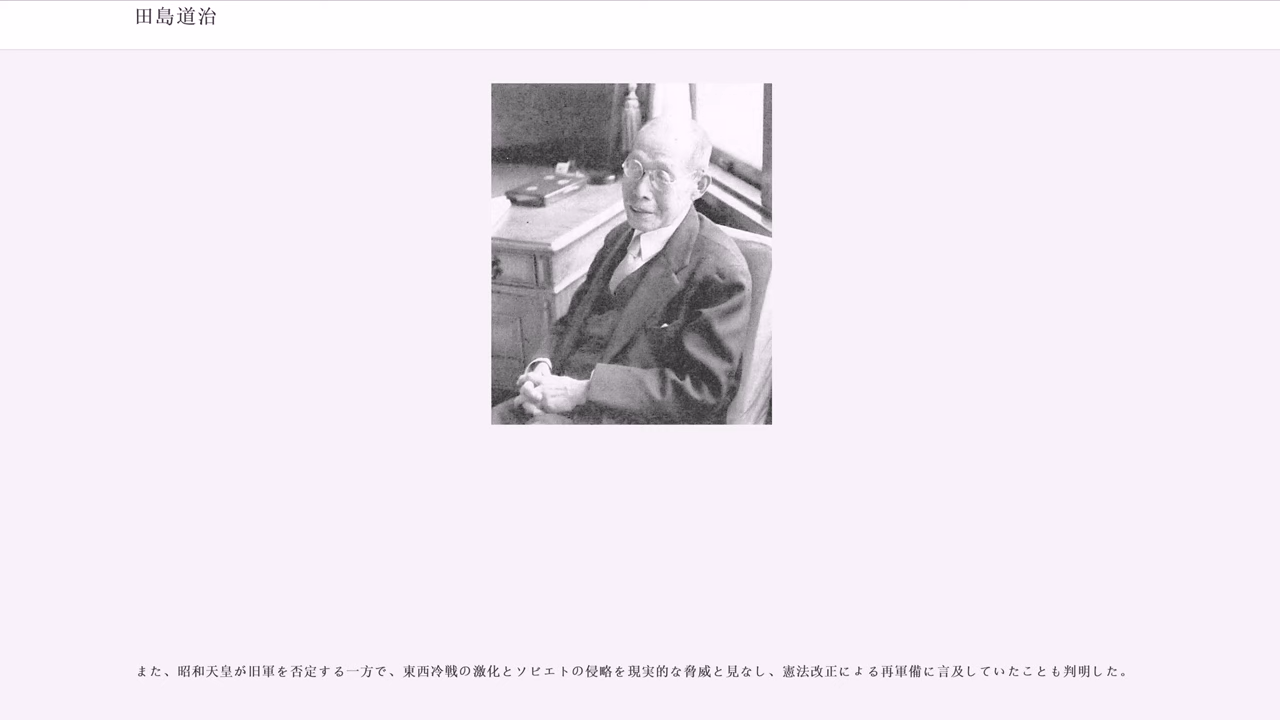 田島道治
また、昭和天皇が旧軍を否定する一方で、東西冷戦の激化とソビエトの侵略を現実的な脅威と見なし、憲法改正による再軍備に言及していたことも判明した。